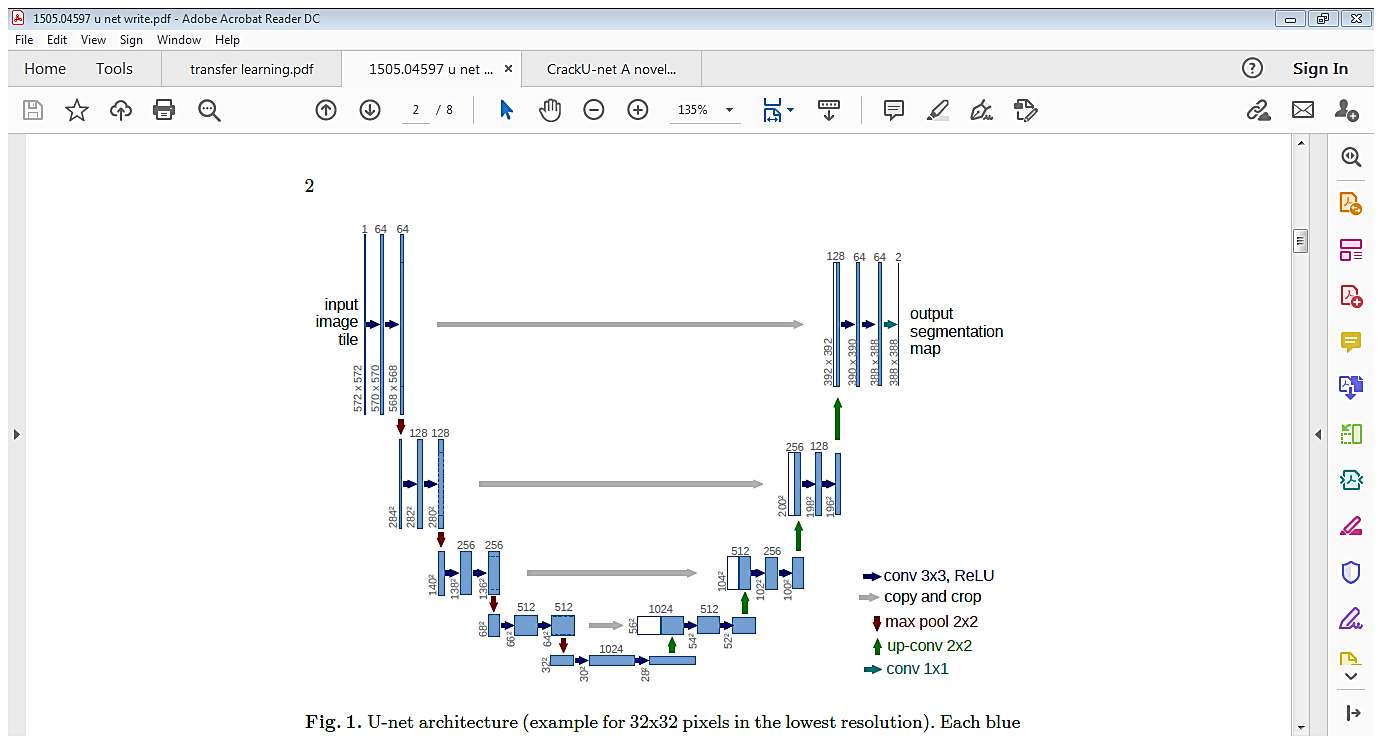 1505.04597 u net write.pdf - Adobe Acrobat Reader DC
File Edit View Sign Window Help
Home Tools transfer learning.pdf 1505.04597 u net ... × CrackU-net A novel... ? Sign In
2 / 8 135%
2
1 64 64
128 64 64 2
input
image
tile
output
segmentation
map
572 x 572
570 x 570
568 x 568
392 x 392
390 x 390
388 x 388
388 x 388
128 128
256 128
284²
282²
280²
200²
198²
196²
256 256
512 256
140²
138²
136²
104²
102²
100²
512 512
1024 512
68²
66²
64²
56²
54²
52²
1024
32²
30²
28²
conv 3x3, ReLU
copy and crop
max pool 2x2
up-conv 2x2
conv 1x1
Fig. 1. U-net architecture (example for 32x32 pixels in the lowest resolution). Each blue